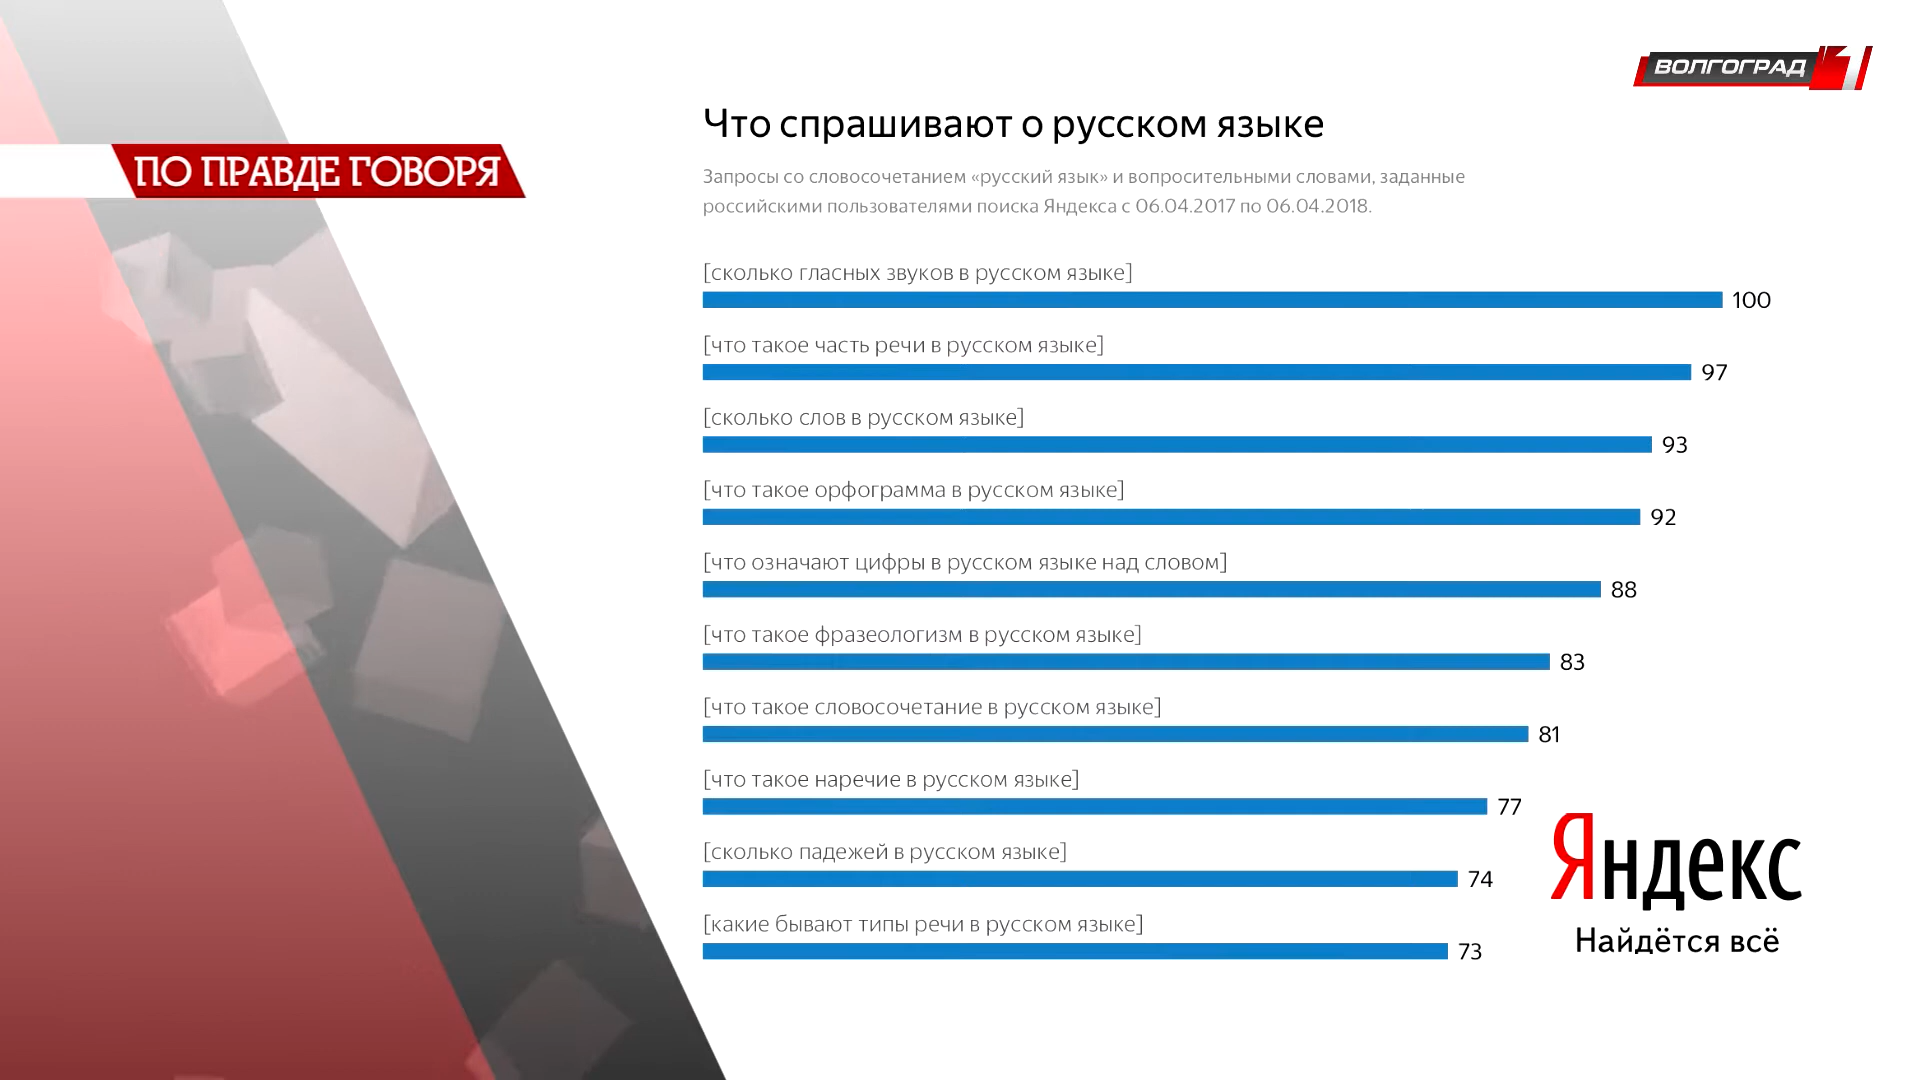 ВОЛГОГРАД 1
ПО ПРАВДЕ ГОВОРЯ
Что спрашивают о русском языке
Запросы со словосочетанием «русский язык» и вопросительными словами, заданные
российскими пользователями поиска Яндекса с 06.04.2017 по 06.04.2018.
[сколько гласных звуков в русском языке]
100
[что такое часть речи в русском языке]
97
[сколько слов в русском языке]
93
[что такое орфограмма в русском языке]
92
[что означают цифры в русском языке над словом]
88
[что такое фразеологизм в русском языке]
83
[что такое словосочетание в русском языке]
81
[что такое наречие в русском языке]
77
[сколько падежей в русском языке]
74
[какие бывают типы речи в русском языке]
73
Яндекс
Найдётся всё